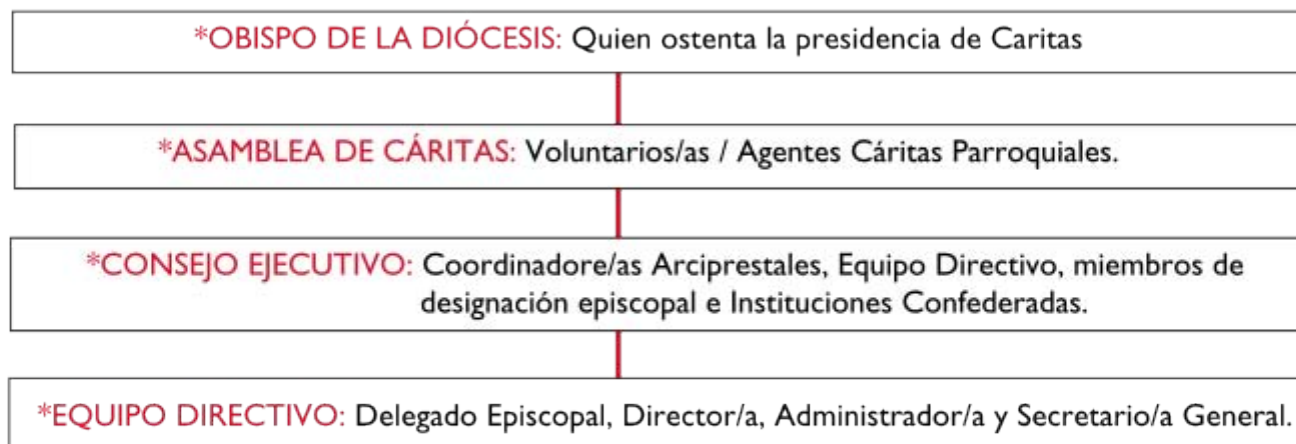 *OBISPO DE LA DIÓCESIS: Quien ostenta la presidencia de Caritas
*ASAMBLEA DE CÁRITAS: Voluntarios/as / Agentes Cáritas Parroquiales.
*CONSEJO EJECUTIVO: Coordinadore/as Arciprestales, Equipo Directivo, miembros de
designación episcopal e Instituciones Confederadas.
*EQUIPO DIRECTIVO: Delegado Episcopal, Director/a, Administrador/a y Secretario/a General.